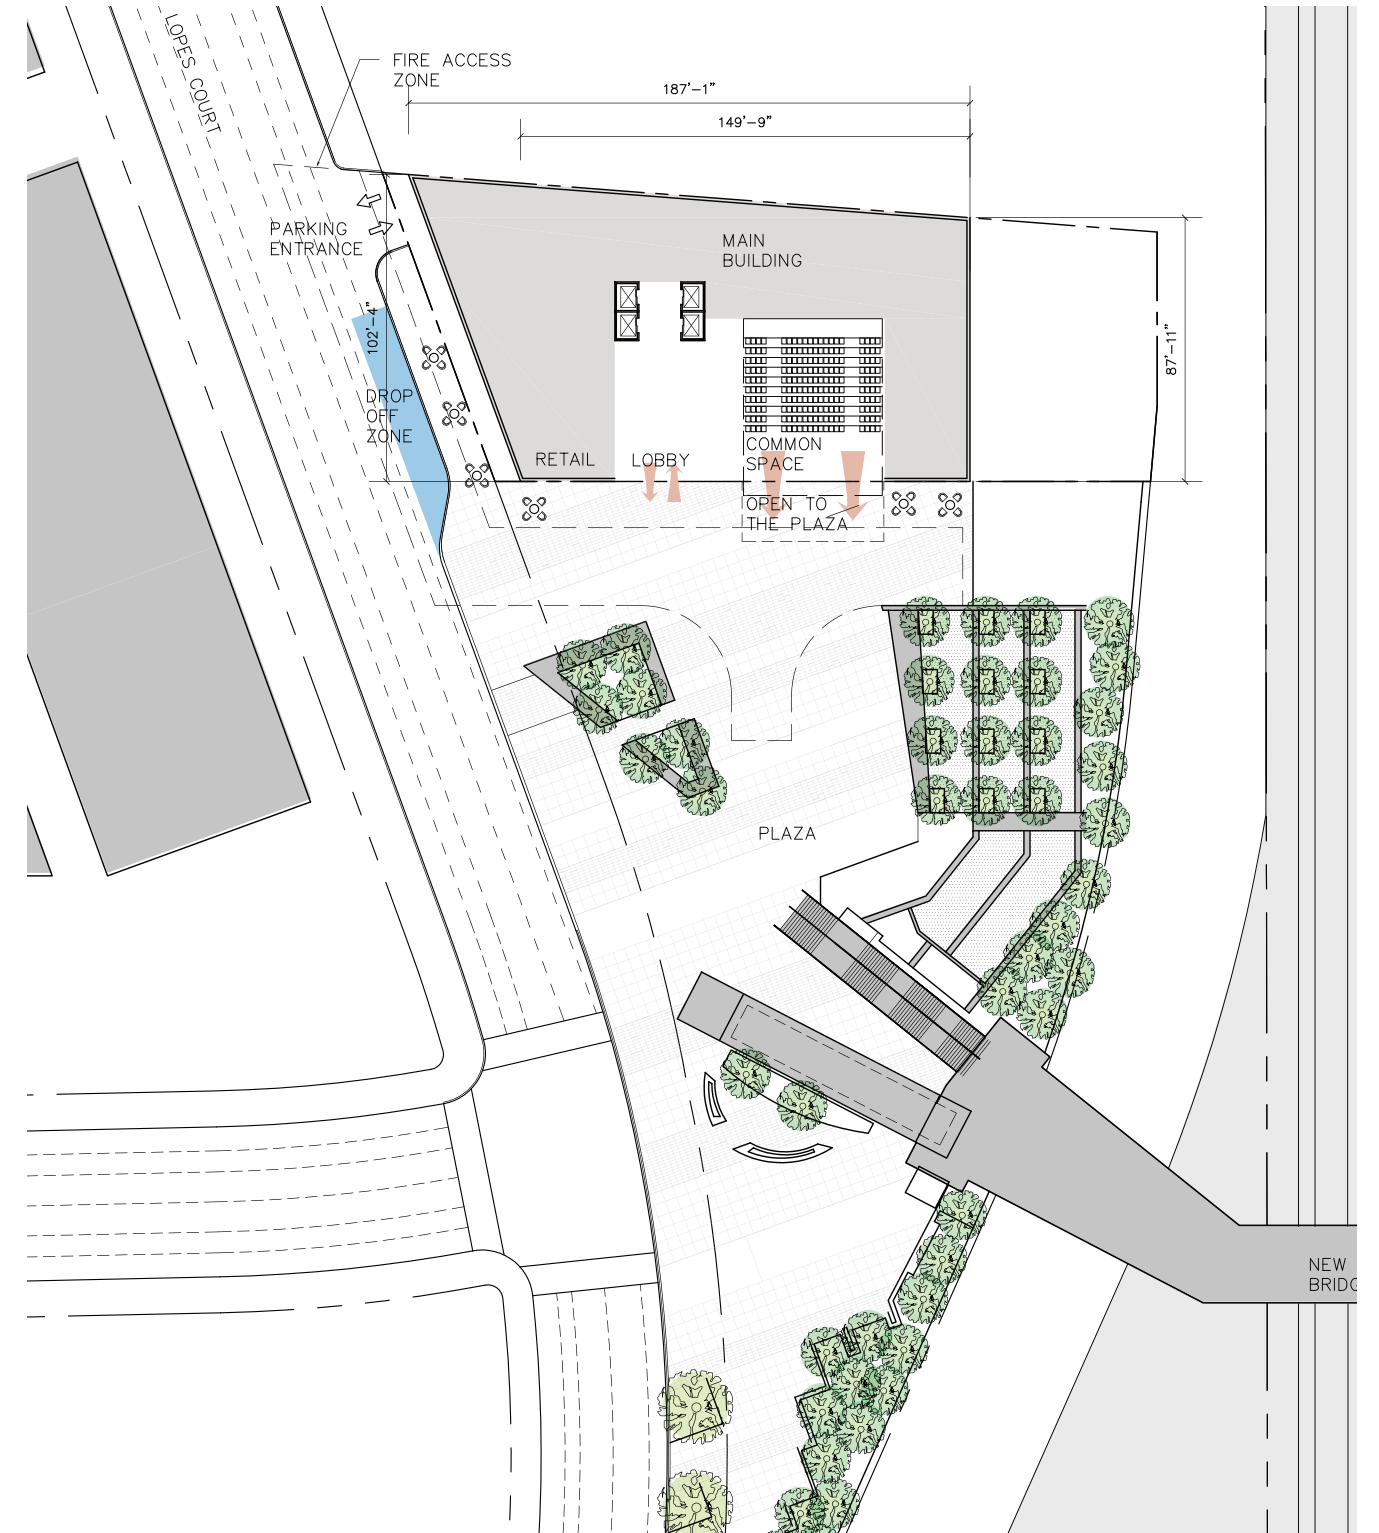 LOPES COURT
FIRE ACCESS
ZONE
187'-1"
149'-9"
PARKING
ENTRANCE
MAIN
BUILDING
102'-4"
87'-11"
DROP
OFF
ZONE
RETAIL
LOBBY
COMMON
SPACE
OPEN TO
THE PLAZA
PLAZA
NEW
BRIDG